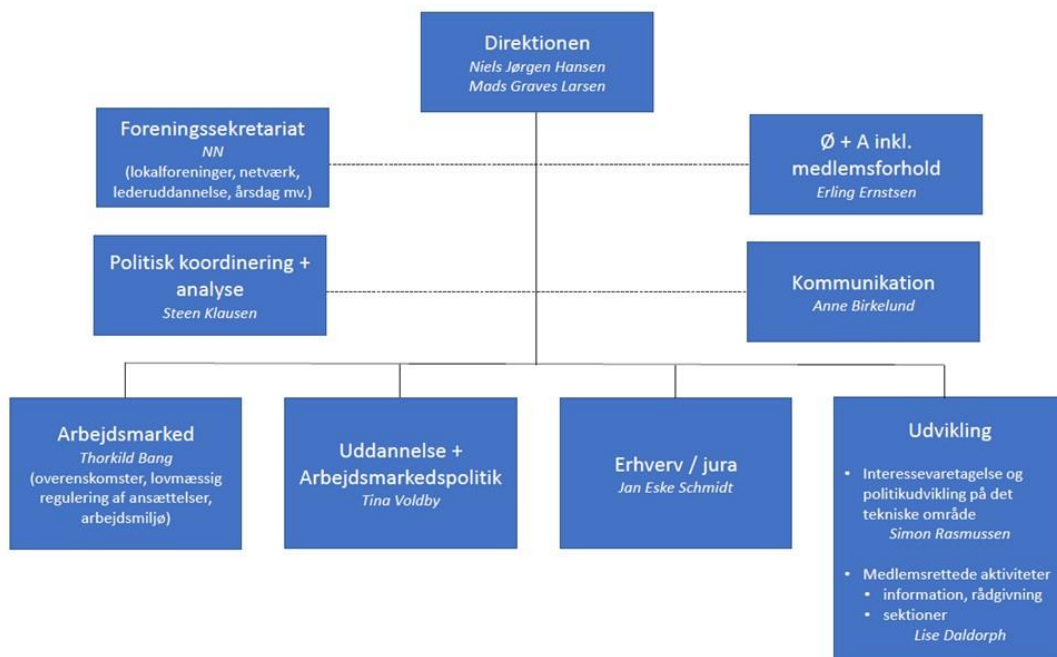 Direktionen
Niels Jørgen Hansen
Mads Graves Larsen
Foreningssekretariat
NN
(lokalforeninger, netværk,
lederuddannelse, årsdag mv.)
Ø + A inkl.
medlemsforhold
Erling Ernstsen
Politisk koordinering +
analyse
Steen Klausen
Kommunikation
Anne Birkelund
Arbejdsmarked
Thorkild Bang
(overenskomster, lovmæssig
regulering af ansættelser,
arbejdsmiljø)
Uddannelse +
Arbejdsmarkedspolitik
Tina Voldby
Erhverv / jura
Jan Eske Schmidt
Udvikling
• Interessevaretagelse og
politikudvikling på det
tekniske område
Simon Rasmussen
• Medlemsrettede aktiviteter
• information, rådgivning
• sektioner
Lise Daldorph